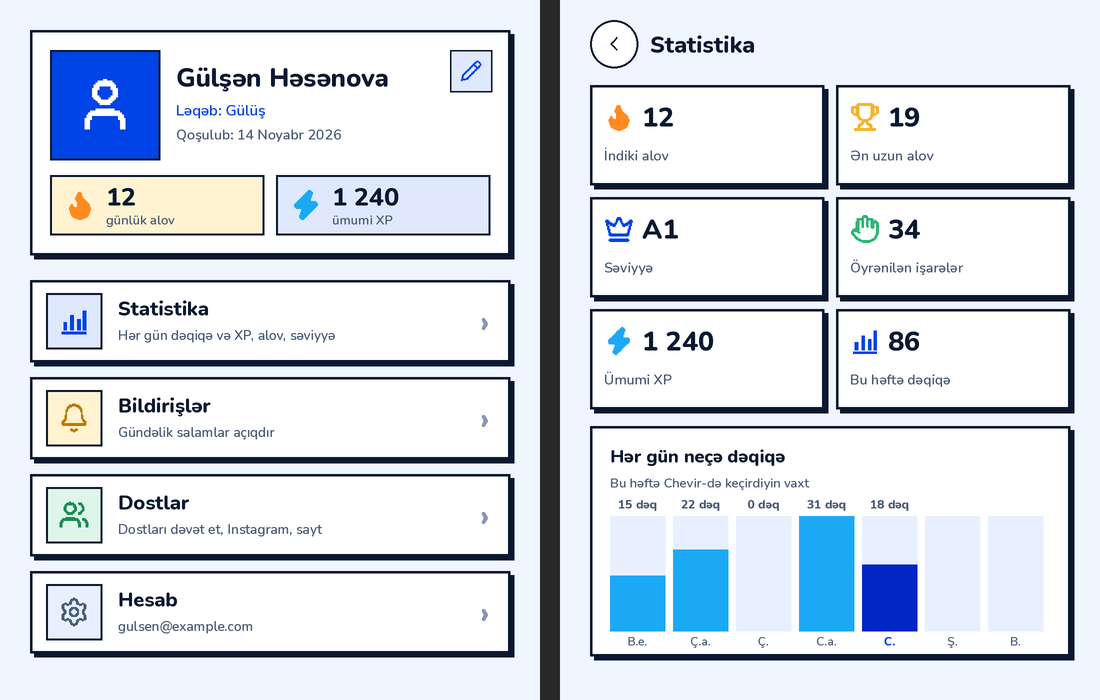 Gülşən Həsənova
Ləqəb: Gülüş
Qoşulub: 14 Noyabr 2026
12
günlük alov
1 240
ümumi XP
Statistika
Hər gün dəqiqə və XP, alov, səviyyə
Bildirişlər
Gündəlik salamlar açıqdır
Dostlar
Dostları dəvət et, Instagram, sayt
Hesab
gulsen@example.com
Statistika
12
İndiki alov
19
Ən uzun alov
A1
Səviyyə
34
Öyrənilən işarələr
1 240
Ümumi XP
86
Bu həftə dəqiqə
Hər gün neçə dəqiqə
Bu həftə Chevir-də keçirdiyin vaxt
15 dəq 22 dəq 0 dəq 31 dəq 18 dəq
B.e. Ç.a. Ç. C.a. C. Ş. B.